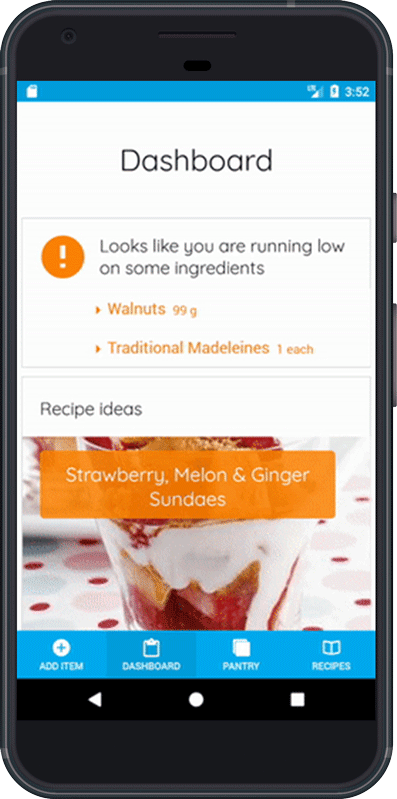 LTE 3:52
Dashboard
Looks like you are running low
on some ingredients
Walnuts 99 g
Traditional Madeleines 1 each
Recipe ideas
Strawberry, Melon & Ginger
Sundaes
ADD ITEM DASHBOARD PANTRY RECIPES